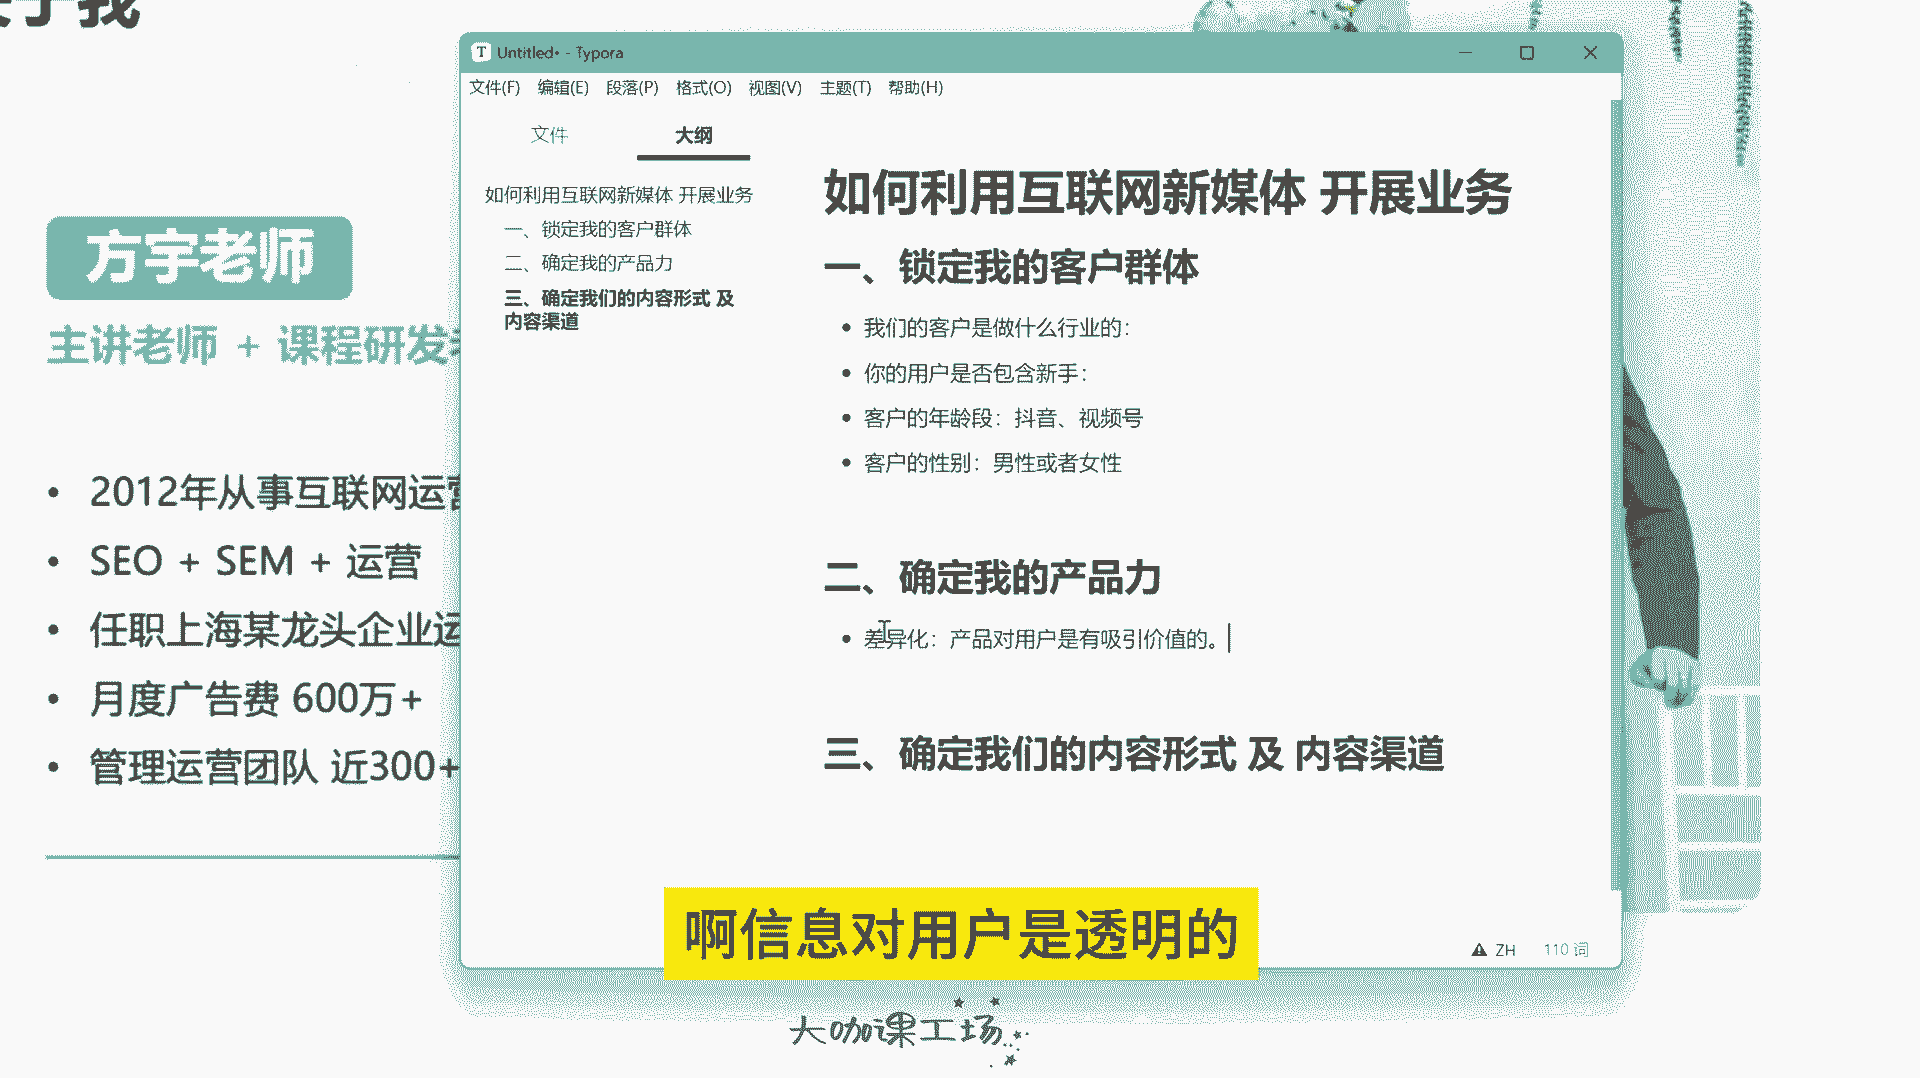 我
方宇老师
主讲老师 + 课程研发
2012年从事互联网运营
SEO + SEM + 运营
任职上海某龙头企业运
月度广告费 600万+
管理运营团队 近300+
Untitled• - Typora
文件(F) 编辑(E) 段落(P) 格式(O) 视图(V) 主题(T) 帮助(H)
文件 大纲
如何利用互联网新媒体 开展业务
一、锁定我的客户群体
二、确定我的产品力
三、确定我们的内容形式 及
内容渠道
如何利用互联网新媒体 开展业务
一、锁定我的客户群体
我们的客户是做什么行业的：
你的用户是否包含新手：
客户的年龄段：抖音、视频号
客户的性别：男性或者女性
二、确定我的产品力
差异化：产品对用户是有吸引价值的。
三、确定我们的内容形式 及 内容渠道
ZH 110 词
啊信息对用户是透明的
大咖课工场